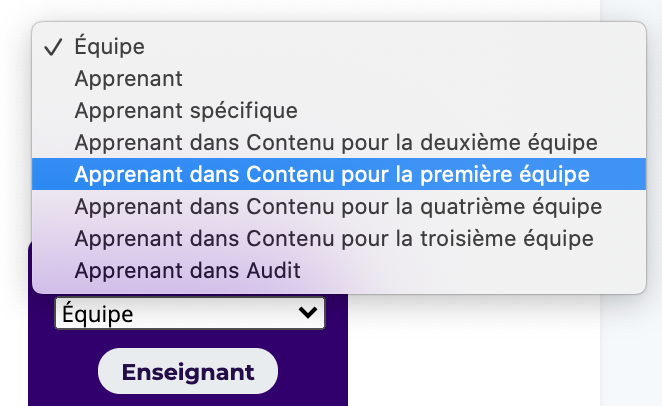 ✓ Équipe
Apprenant
Apprenant spécifique
Apprenant dans Contenu pour la deuxième équipe
Apprenant dans Contenu pour la première équipe
Apprenant dans Contenu pour la quatrième équipe
Apprenant dans Contenu pour la troisième équipe
Apprenant dans Audit
Équipe
Enseignant